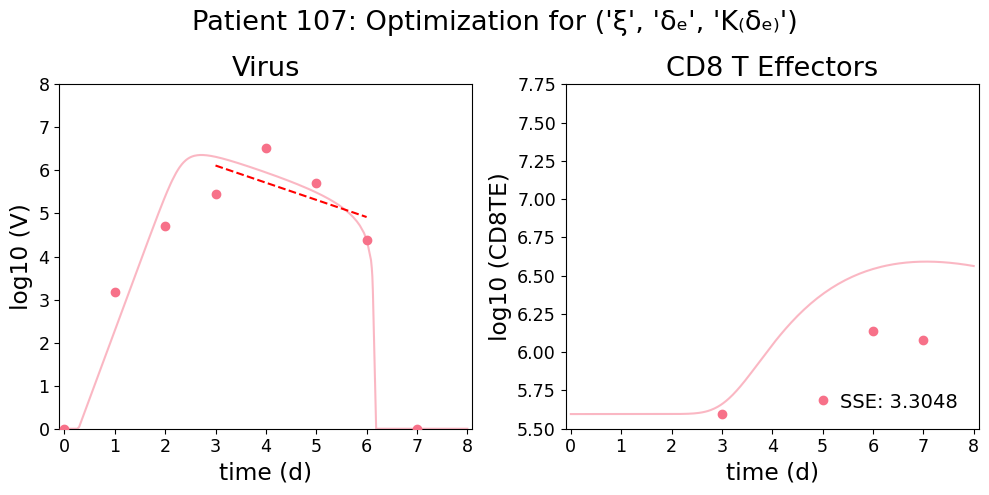 Patient 107: Optimization for ('ξ', 'δₑ', 'K₍δₑ₎')
Virus
CD8 T Effectors
log10 (V)
8
7
6
5
4
3
2
1
0
0 1 2 3 4 5 6 7 8
time (d)
log10 (CD8TE)
7.75
7.50
7.25
7.00
6.75
6.50
6.25
6.00
5.75
5.50
SSE: 3.3048
0 1 2 3 4 5 6 7 8
time (d)